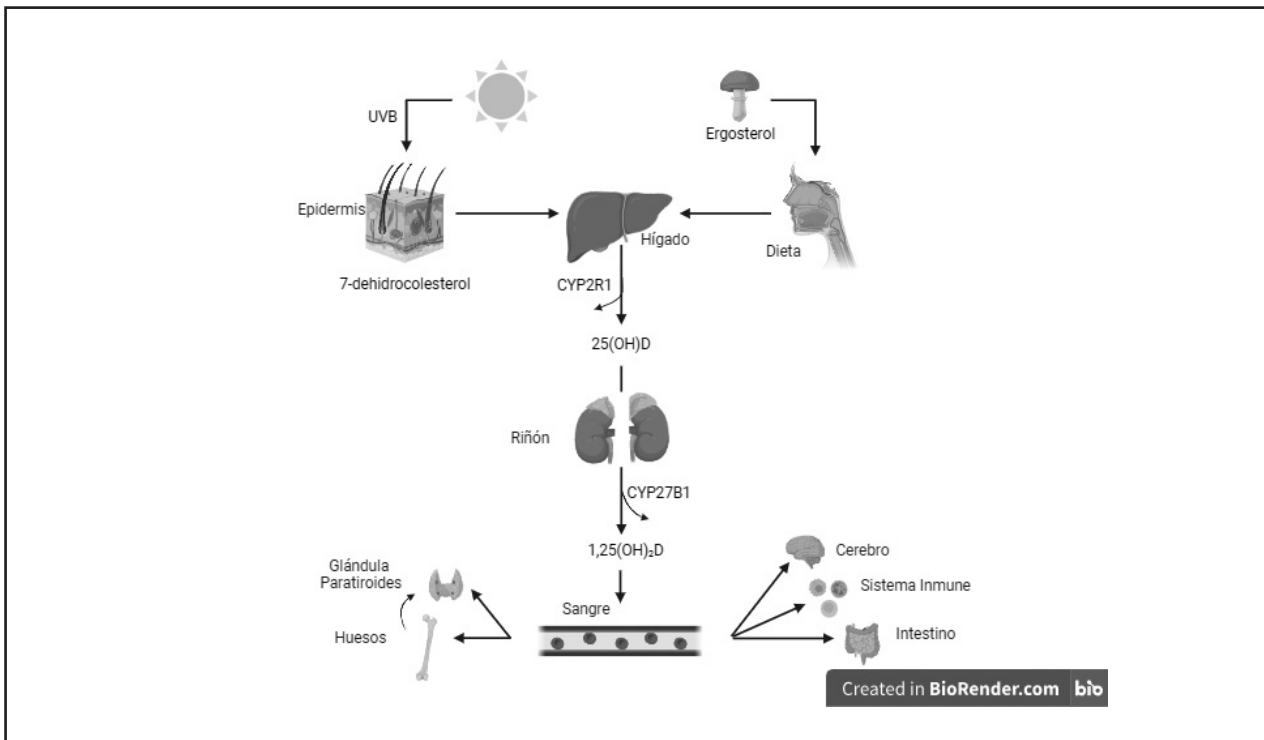 UVB
Ergosterol
Epidermis
Hígado
Dieta
7-dehidrocolesterol
CYP2R1
25(OH)D
Riñón
CYP27B1
1,25(OH)₂D
Glándula
Paratiroides
Huesos
Sangre
Cerebro
Sistema Inmune
Intestino
Created in BioRender.com bio